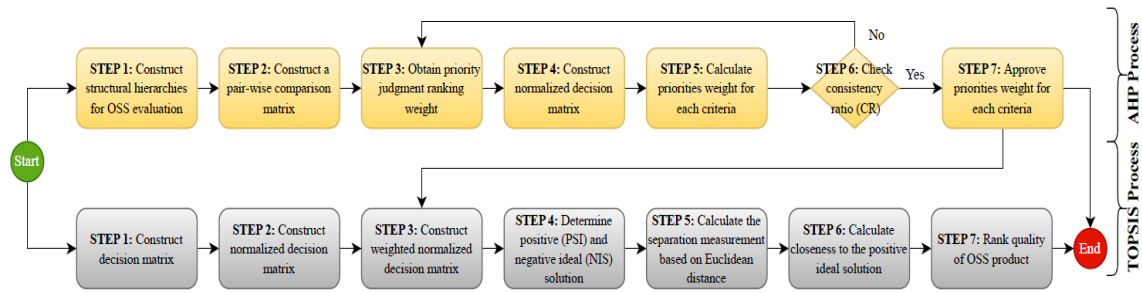 No
STEP 1: Construct
structural hierarchies
for OSS evaluation
STEP 2: Construct a
pair-wise comparison
matrix
STEP 3: Obtain priority
judgment ranking
weight
STEP 4: Construct
normalized decision
matrix
STEP 5: Calculate
priorities weight for
each criteria
STEP 6: Check
consistency
ratio (CR)
Yes
STEP 7: Approve
priorities weight for
each criteria
AHP Process
Start
STEP 1: Construct
decision matrix
STEP 2: Construct
normalized decision
matrix
STEP 3: Construct
weighted normalized
decision matrix
STEP 4: Determine
positive (PSI) and
negative ideal (NIS)
solution
STEP 5: Calculate the
separation measurement
based on Euclidean
distance
STEP 6: Calculate
closeness to the positive
ideal solution
STEP 7: Rank quality
of OSS product
End
TOPSIS Process